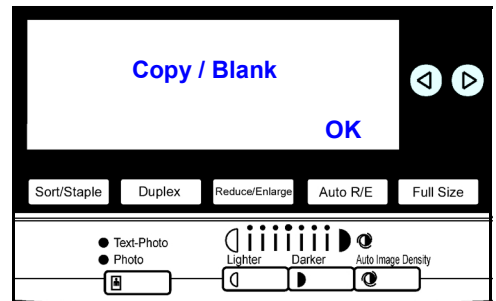 Copy / Blank
OK
Sort/Staple Duplex Reduce/Enlarge Auto R/E Full Size
Text-Photo
Photo
Lighter Darker Auto Image Density